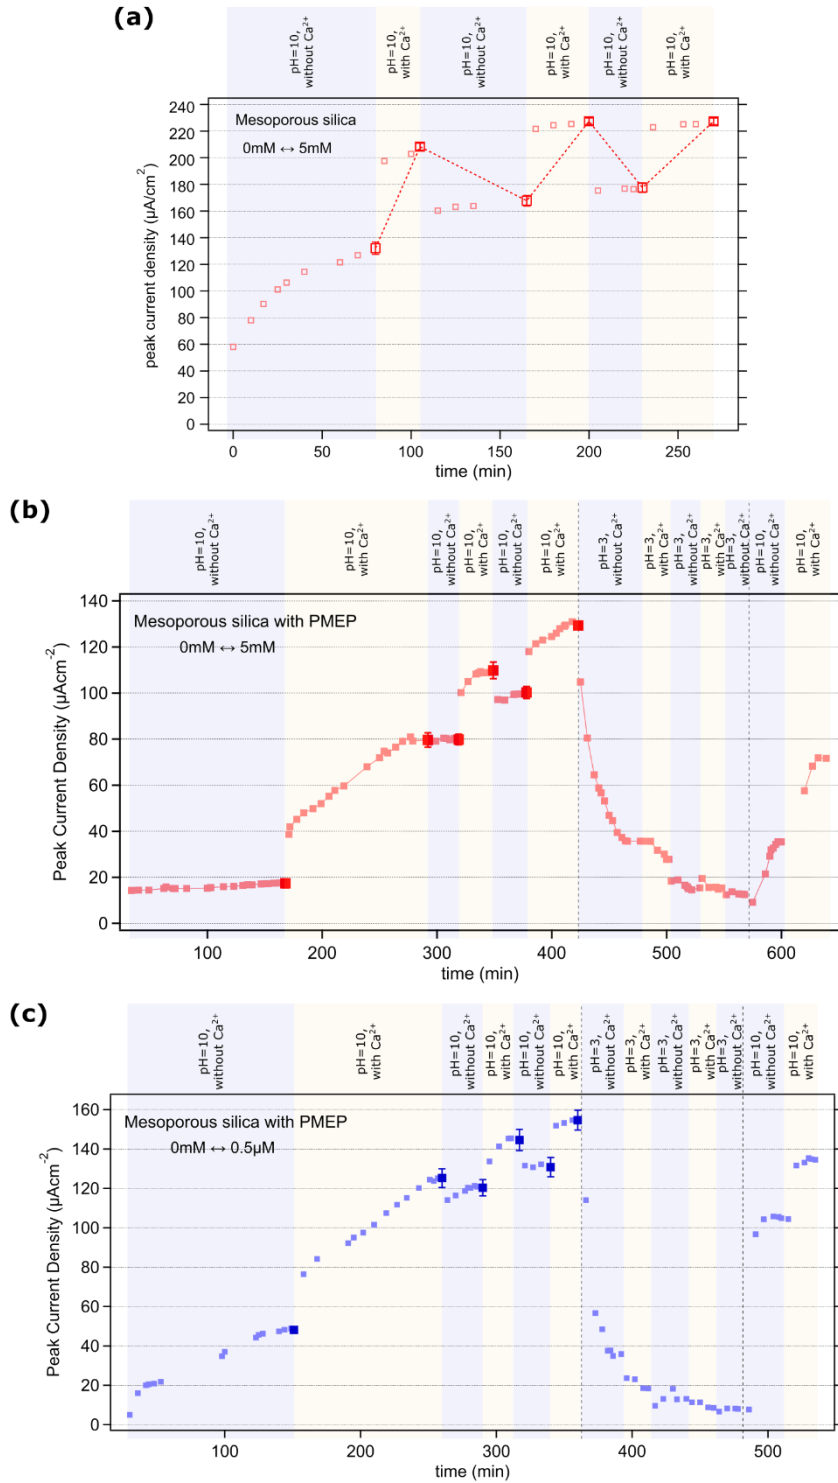 (a)
pH=10,
without Ca²⁺
pH=10,
with Ca²⁺
pH=10,
without Ca²⁺
pH=10,
with Ca²⁺
pH=10,
without Ca²⁺
pH=10,
with Ca²⁺
Mesoporous silica
0mM ↔ 5mM
peak current density (µA/cm²)
240
220
200
180
160
140
120
100
80
60
40
20
0
0
50
100
150
200
250
time (min)
(b)
pH=10,
without Ca²⁺
pH=10,
with Ca²⁺
pH=10,
without Ca²⁺
pH=10,
with Ca²⁺
pH=10,
without Ca²⁺
pH=10,
with Ca²⁺
pH=3,
without Ca²⁺
pH=3,
with Ca²⁺
pH=3,
without Ca²⁺
pH=3,
with Ca²⁺
pH=3,
without Ca²⁺
pH=10,
without Ca²⁺
pH=10,
with Ca²⁺
Mesoporous silica with PMEP
0mM ↔ 5mM
Peak Current Density (µAcm⁻²)
140
120
100
80
60
40
20
0
100
200
300
400
500
600
time (min)
(c)
pH=10,
without Ca²⁺
pH=10,
with Ca²⁺
pH=10,
without Ca²⁺
pH=10,
with Ca²⁺
pH=10,
without Ca²⁺
pH=10,
with Ca²⁺
pH=3,
without Ca²⁺
pH=3,
with Ca²⁺
pH=3,
without Ca²⁺
pH=3,
with Ca²⁺
pH=3,
without Ca²⁺
pH=10,
without Ca²⁺
pH=10,
with Ca²⁺
Mesoporous silica with PMEP
0mM ↔ 0.5µM
Peak Current Density (µAcm⁻²)
160
140
120
100
80
60
40
20
0
100
200
300
400
500
time (min)